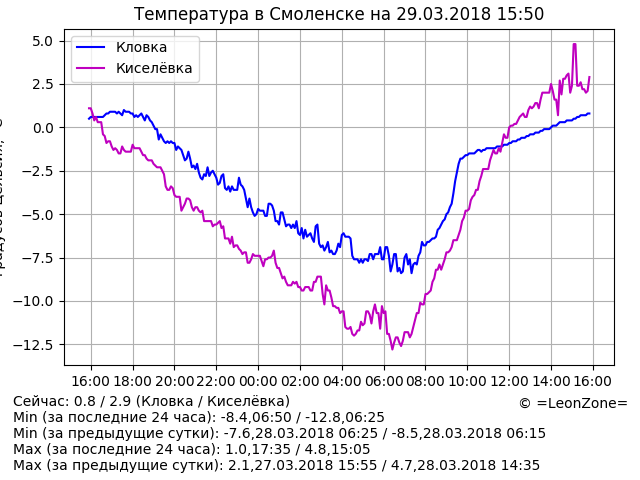 Температура в Смоленске на 29.03.2018 15:50
Кловка
Киселёвка
5.0
2.5
0.0
−2.5
−5.0
−7.5
−10.0
−12.5
16:00 18:00 20:00 22:00 00:00 02:00 04:00 06:00 08:00 10:00 12:00 14:00 16:00
Сейчас: 0.8 / 2.9 (Кловка / Киселёвка)
© =LeonZone=
Min (за последние 24 часа): -8.4,06:50 / -12.8,06:25
Min (за предыдущие сутки): -7.6,28.03.2018 06:25 / -8.5,28.03.2018 06:15
Max (за последние 24 часа): 1.0,17:35 / 4.8,15:05
Max (за предыдущие сутки): 2.1,27.03.2018 15:55 / 4.7,28.03.2018 14:35